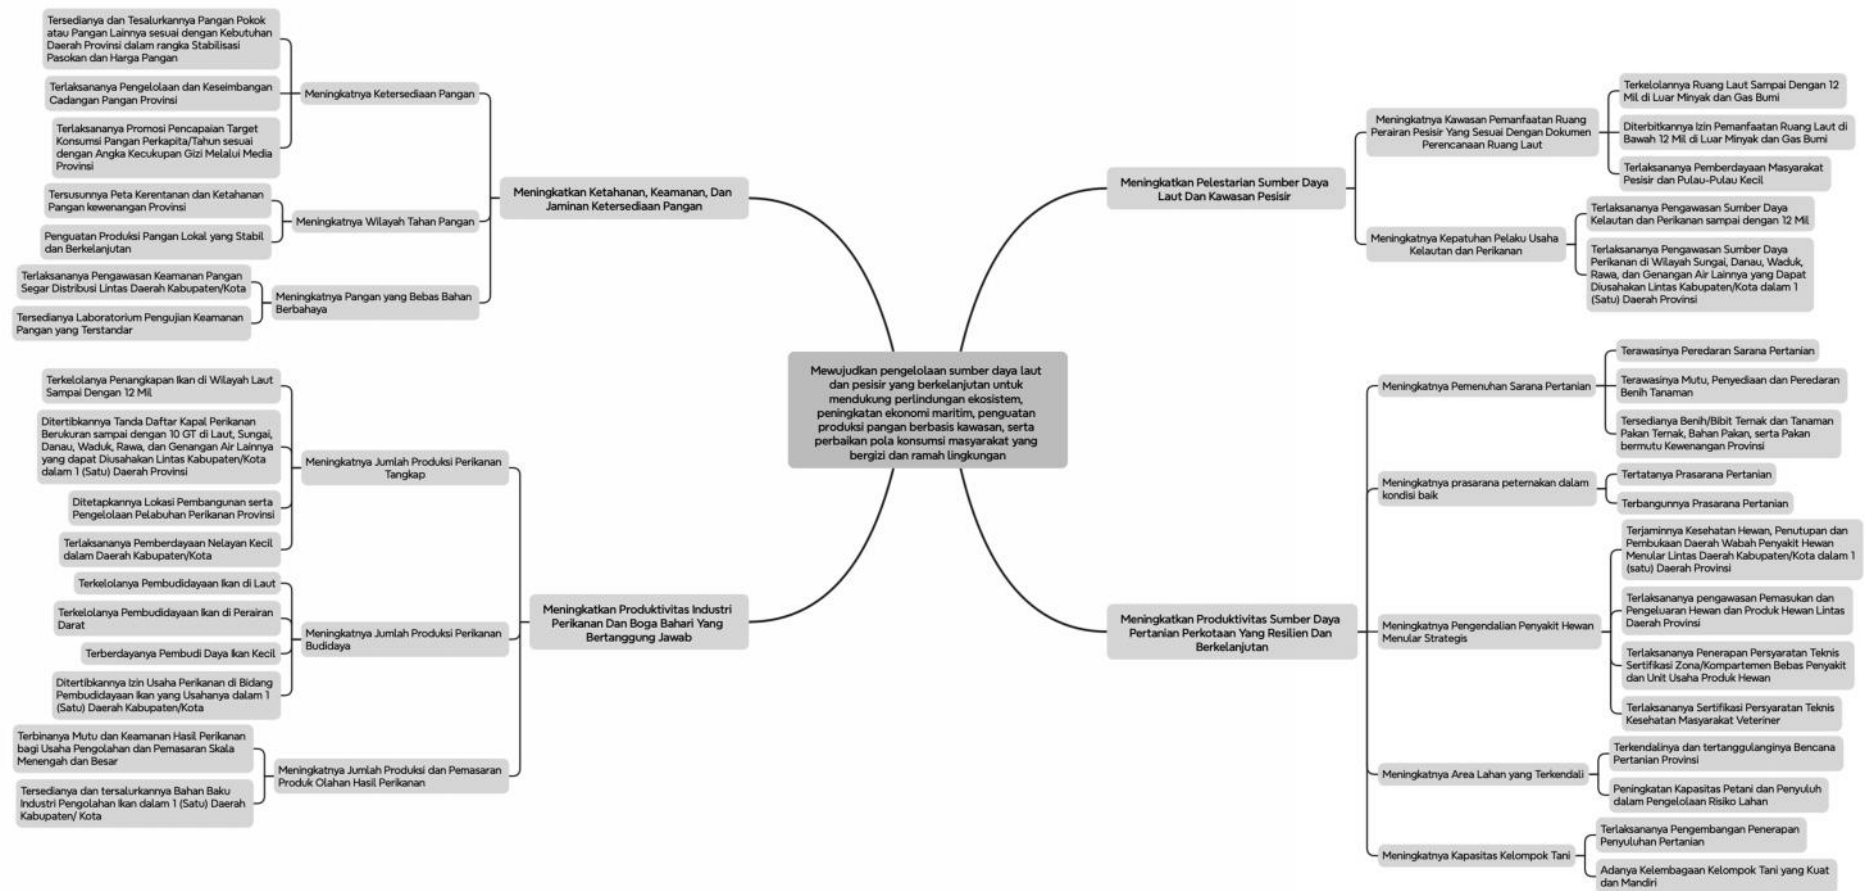 Tersedianya dan Tesalurkannya Pangan Pokok
atau Pangan Lainnya sesuai dengan Kebutuhan
Daerah Provinsi dalam rangka Stabilisasi
Pasokan dan Harga Pangan
Terlaksananya Pengelolaan dan Keseimbangan
Cadangan Pangan Provinsi
Terlaksananya Promosi Pencapaian Target
Konsumsi Pangan Perkapita/Tahun sesuai
dengan Angka Kecukupan Gizi Melalui Media
Provinsi
Meningkatnya Ketersediaan Pangan
Tersusunnya Peta Kerentanan dan Ketahanan
Pangan kewenangan Provinsi
Penguatan Produksi Pangan Lokal yang Stabil
dan Berkelanjutan
Meningkatnya Wilayah Tahan Pangan
Terlaksananya Pengawasan Keamanan Pangan
Segar Distribusi Lintas Daerah Kabupaten/Kota
Tersedianya Laboratorium Pengujian Keamanan
Pangan yang Terstandar
Meningkatnya Pangan yang Bebas Bahan
Berbahaya
Meningkatkan Ketahanan, Keamanan, Dan
Jaminan Ketersediaan Pangan
Terkelolanya Penangkapan Ikan di Wilayah Laut
Sampai Dengan 12 Mil
Ditertibkannya Tanda Daftar Kapal Perikanan
Berukuran sampai dengan 10 GT di Laut, Sungai,
Danau, Waduk, Rawa, dan Genangan Air Lainnya
yang dapat Diusahakan Lintas Kabupaten/Kota
dalam 1 (Satu) Daerah Provinsi
Ditetapkannya Lokasi Pembangunan serta
Pengelolaan Pelabuhan Perikanan Provinsi
Terlaksananya Pemberdayaan Nelayan Kecil
dalam Daerah Kabupaten/Kota
Meningkatnya Jumlah Produksi Perikanan
Tangkap
Terkelolanya Pembudidayaan Ikan di Laut
Terkelolanya Pembudidayaan Ikan di Perairan
Darat
Terberdayanya Pembudi Daya Ikan Kecil
Ditertibkannya Izin Usaha Perikanan di Bidang
Pembudidayaan Ikan yang Usahanya dalam 1
(Satu) Daerah Kabupaten/Kota
Meningkatnya Jumlah Produksi Perikanan
Budidaya
Terbinanya Mutu dan Keamanan Hasil Perikanan
bagi Usaha Pengolahan dan Pemasaran Skala
Menengah dan Besar
Tersedianya dan tersalurkannya Bahan Baku
Industri Pengolahan Ikan dalam 1 (Satu) Daerah
Kabupaten/ Kota
Meningkatnya Jumlah Produksi dan Pemasaran
Produk Olahan Hasil Perikanan
Meningkatkan Produktivitas Industri
Perikanan Dan Boga Bahari Yang
Bertanggung Jawab
Mewujudkan pengelolaan sumber daya laut
dan pesisir yang berkelanjutan untuk
mendukung perlindungan ekosistem,
peningkatan ekonomi maritim, penguatan
produksi pangan berbasis kawasan, serta
perbaikan pola konsumsi masyarakat yang
bergizi dan ramah lingkungan
Meningkatkan Pelestarian Sumber Daya
Laut Dan Kawasan Pesisir
Meningkatnya Kawasan Pemanfaatan Ruang
Perairan Pesisir Yang Sesuai Dengan Dokumen
Perencanaan Ruang Laut
Terkelolannya Ruang Laut Sampai Dengan 12
Mil di Luar Minyak dan Gas Bumi
Diterbitkannya Izin Pemanfaatan Ruang Laut di
Bawah 12 Mil di Luar Minyak dan Gas Bumi
Terlaksananya Pemberdayaan Masyarakat
Pesisir dan Pulau-Pulau Kecil
Meningkatnya Kepatuhan Pelaku Usaha
Kelautan dan Perikanan
Terlaksananya Pengawasan Sumber Daya
Kelautan dan Perikanan sampai dengan 12 Mil
Terlaksananya Pengawasan Sumber Daya
Perikanan di Wilayah Sungai, Danau, Waduk,
Rawa, dan Genangan Air Lainnya yang Dapat
Diusahakan Lintas Kabupaten/Kota dalam 1
(Satu) Daerah Provinsi
Meningkatkan Produktivitas Sumber Daya
Pertanian Perkotaan Yang Resilien Dan
Berkelanjutan
Meningkatnya Pemenuhan Sarana Pertanian
Terawasinya Peredaran Sarana Pertanian
Terawasinya Mutu, Penyediaan dan Peredaran
Benih Tanaman
Tersedianya Benih/Bibit Ternak dan Tanaman
Pakan Ternak, Bahan Pakan, serta Pakan
bermutu Kewenangan Provinsi
Meningkatnya prasarana peternakan dalam
kondisi baik
Tertatanya Prasarana Pertanian
Terbangunnya Prasarana Pertanian
Meningkatnya Pengendalian Penyakit Hewan
Menular Strategis
Terjaminnya Kesehatan Hewan, Penutupan dan
Pembukaan Daerah Wabah Penyakit Hewan
Menular Lintas Daerah Kabupaten/Kota dalam 1
(satu) Daerah Provinsi
Terlaksananya pengawasan Pemasukan dan
Pengeluaran Hewan dan Produk Hewan Lintas
Daerah Provinsi
Terlaksananya Penerapan Persyaratan Teknis
Sertifikasi Zona/Kompartemen Bebas Penyakit
dan Unit Usaha Produk Hewan
Terlaksananya Sertifikasi Persyaratan Teknis
Kesehatan Masyarakat Veteriner
Meningkatnya Area Lahan yang Terkendali
Terkendalinya dan tertanggulanginya Bencana
Pertanian Provinsi
Peningkatan Kapasitas Petani dan Penyuluh
dalam Pengelolaan Risiko Lahan
Meningkatnya Kapasitas Kelompok Tani
Terlaksananya Pengembangan Penerapan
Penyuluhan Pertanian
Adanya Kelembagaan Kelompok Tani yang Kuat
dan Mandiri